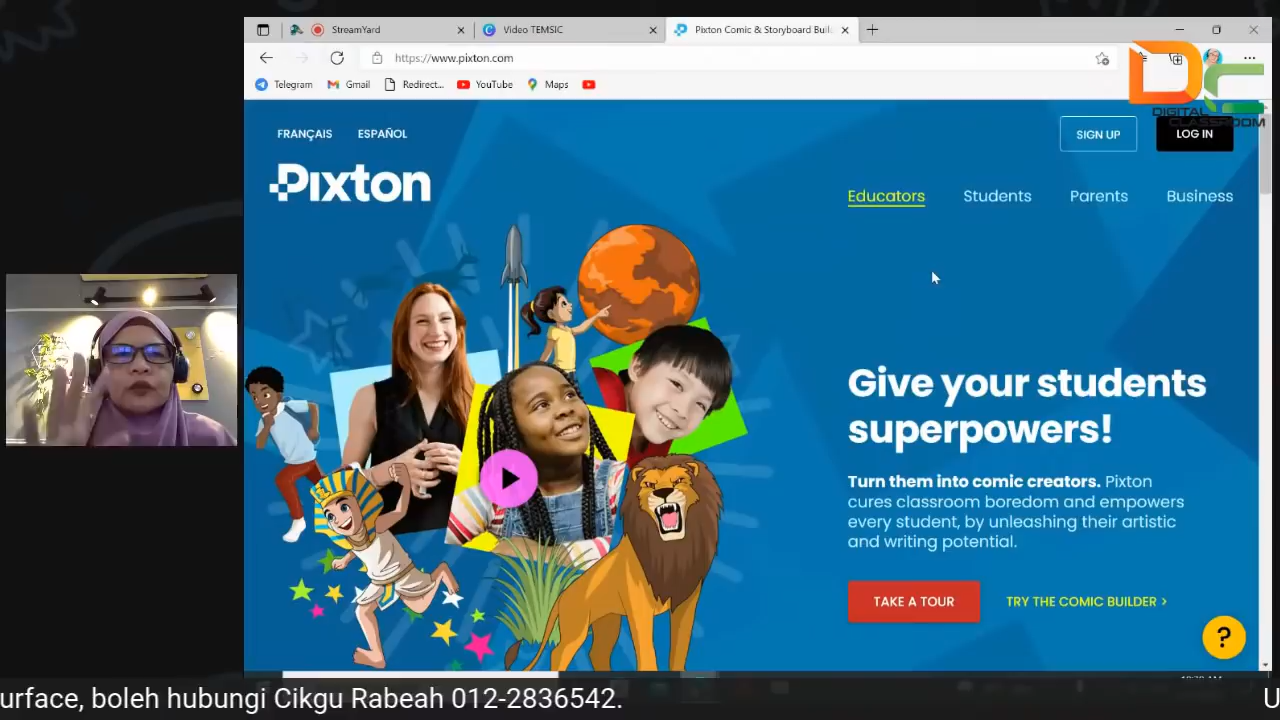 StreamYard
Video TEMSIC
Pixton Comic & Storyboard Buil
https://www.pixton.com
Telegram
Gmail
Redirect...
YouTube
Maps
DIGITAL
CLASSROOM
FRANÇAIS
ESPAÑOL
SIGN UP
LOG IN
Pixton
Educators
Students
Parents
Business
Give your students
superpowers!
Turn them into comic creators. Pixton
cures classroom boredom and empowers
every student, by unleashing their artistic
and writing potential.
TAKE A TOUR
TRY THE COMIC BUILDER >
?
urface, boleh hubungi Cikgu Rabeah 012-2836542.
U